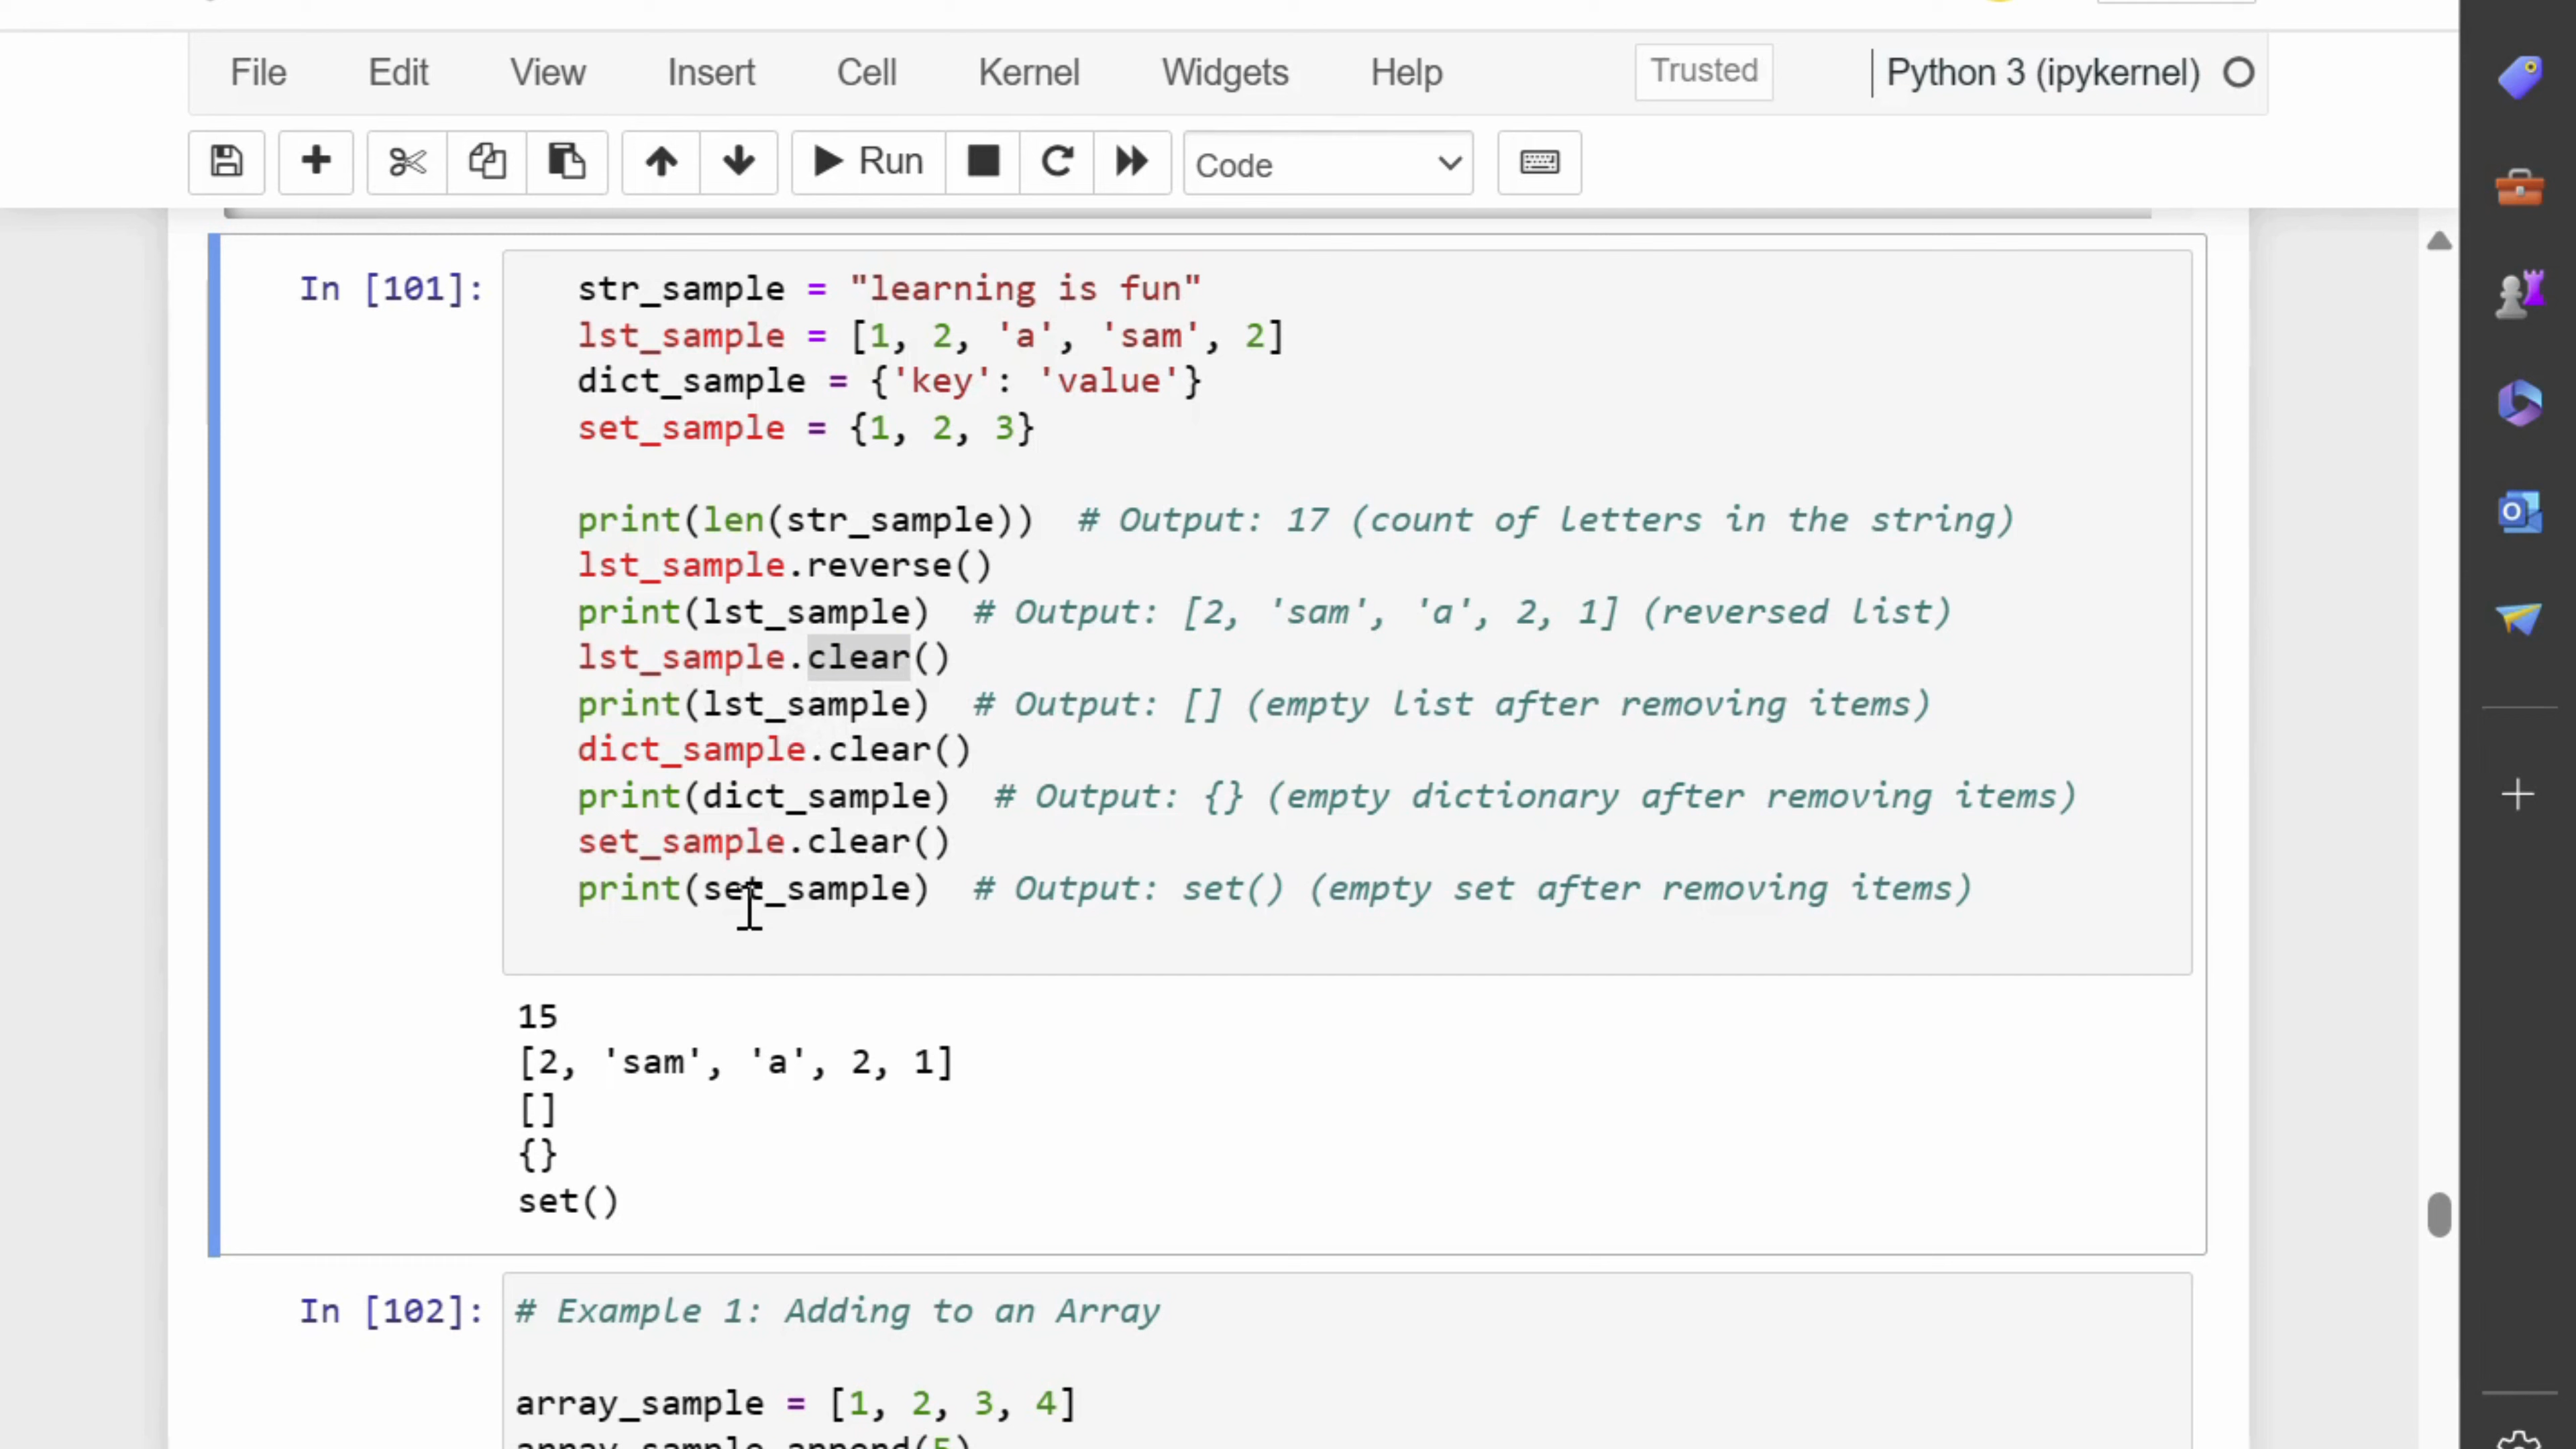 File Edit View Insert Cell Kernel Widgets Help Trusted Python 3 (ipykernel)
Run Code
In [101]:
str_sample = "learning is fun"
lst_sample = [1, 2, 'a', 'sam', 2]
dict_sample = {'key': 'value'}
set_sample = {1, 2, 3}
print(len(str_sample))  # Output: 17 (count of letters in the string)
lst_sample.reverse()
print(lst_sample)  # Output: [2, 'sam', 'a', 2, 1] (reversed list)
lst_sample.clear()
print(lst_sample)  # Output: [] (empty list after removing items)
dict_sample.clear()
print(dict_sample)  # Output: {} (empty dictionary after removing items)
set_sample.clear()
print(set_sample)  # Output: set() (empty set after removing items)
15
[2, 'sam', 'a', 2, 1]
[]
{}
set()
In [102]:
# Example 1: Adding to an Array
array_sample = [1, 2, 3, 4]
array_sample.append(5)